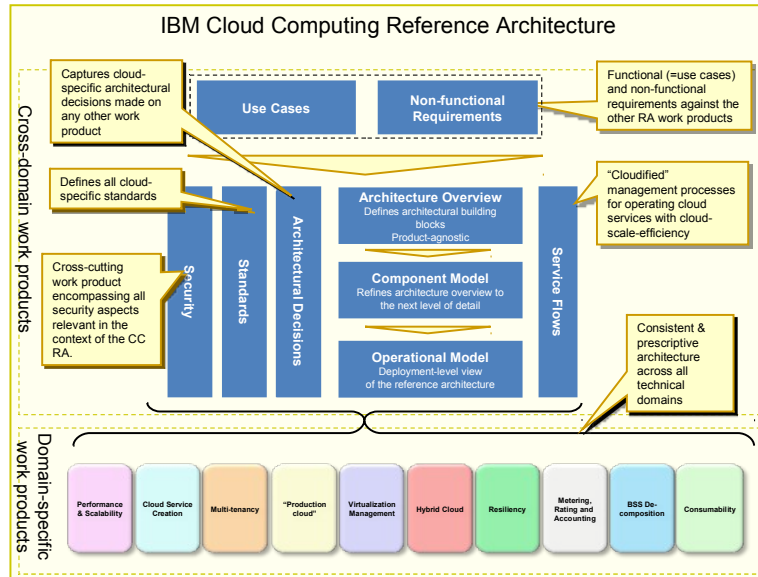 IBM Cloud Computing Reference Architecture
Cross-domain work products
Captures cloud-
specific architectural
decisions made on
any other work
product
Use Cases
Non-functional
Requirements
Functional (=use cases)
and non-functional
requirements against the
other RA work products
Defines all cloud-
specific standards
Cross-cutting
work product
encompassing all
security aspects
relevant in the
context of the CC
RA.
Security
Standards
Architectural Decisions
Architecture Overview
Defines architectural building
blocks
Product-agnostic
Component Model
Refines architecture overview to
the next level of detail
Operational Model
Deployment-level view
of the reference architecture
Service Flows
“Cloudified”
management processes
for operating cloud
services with cloud-
scale-efficiency
Consistent &
prescriptive
architecture
across all
technical
domains
Domain-specific
work products
Performance
& Scalability
Cloud Service
Creation
Multi-tenancy
“Production
cloud”
Virtualization
Management
Hybrid Cloud
Resiliency
Metering,
Rating and
Accounting
BSS De-
composition
Consumability